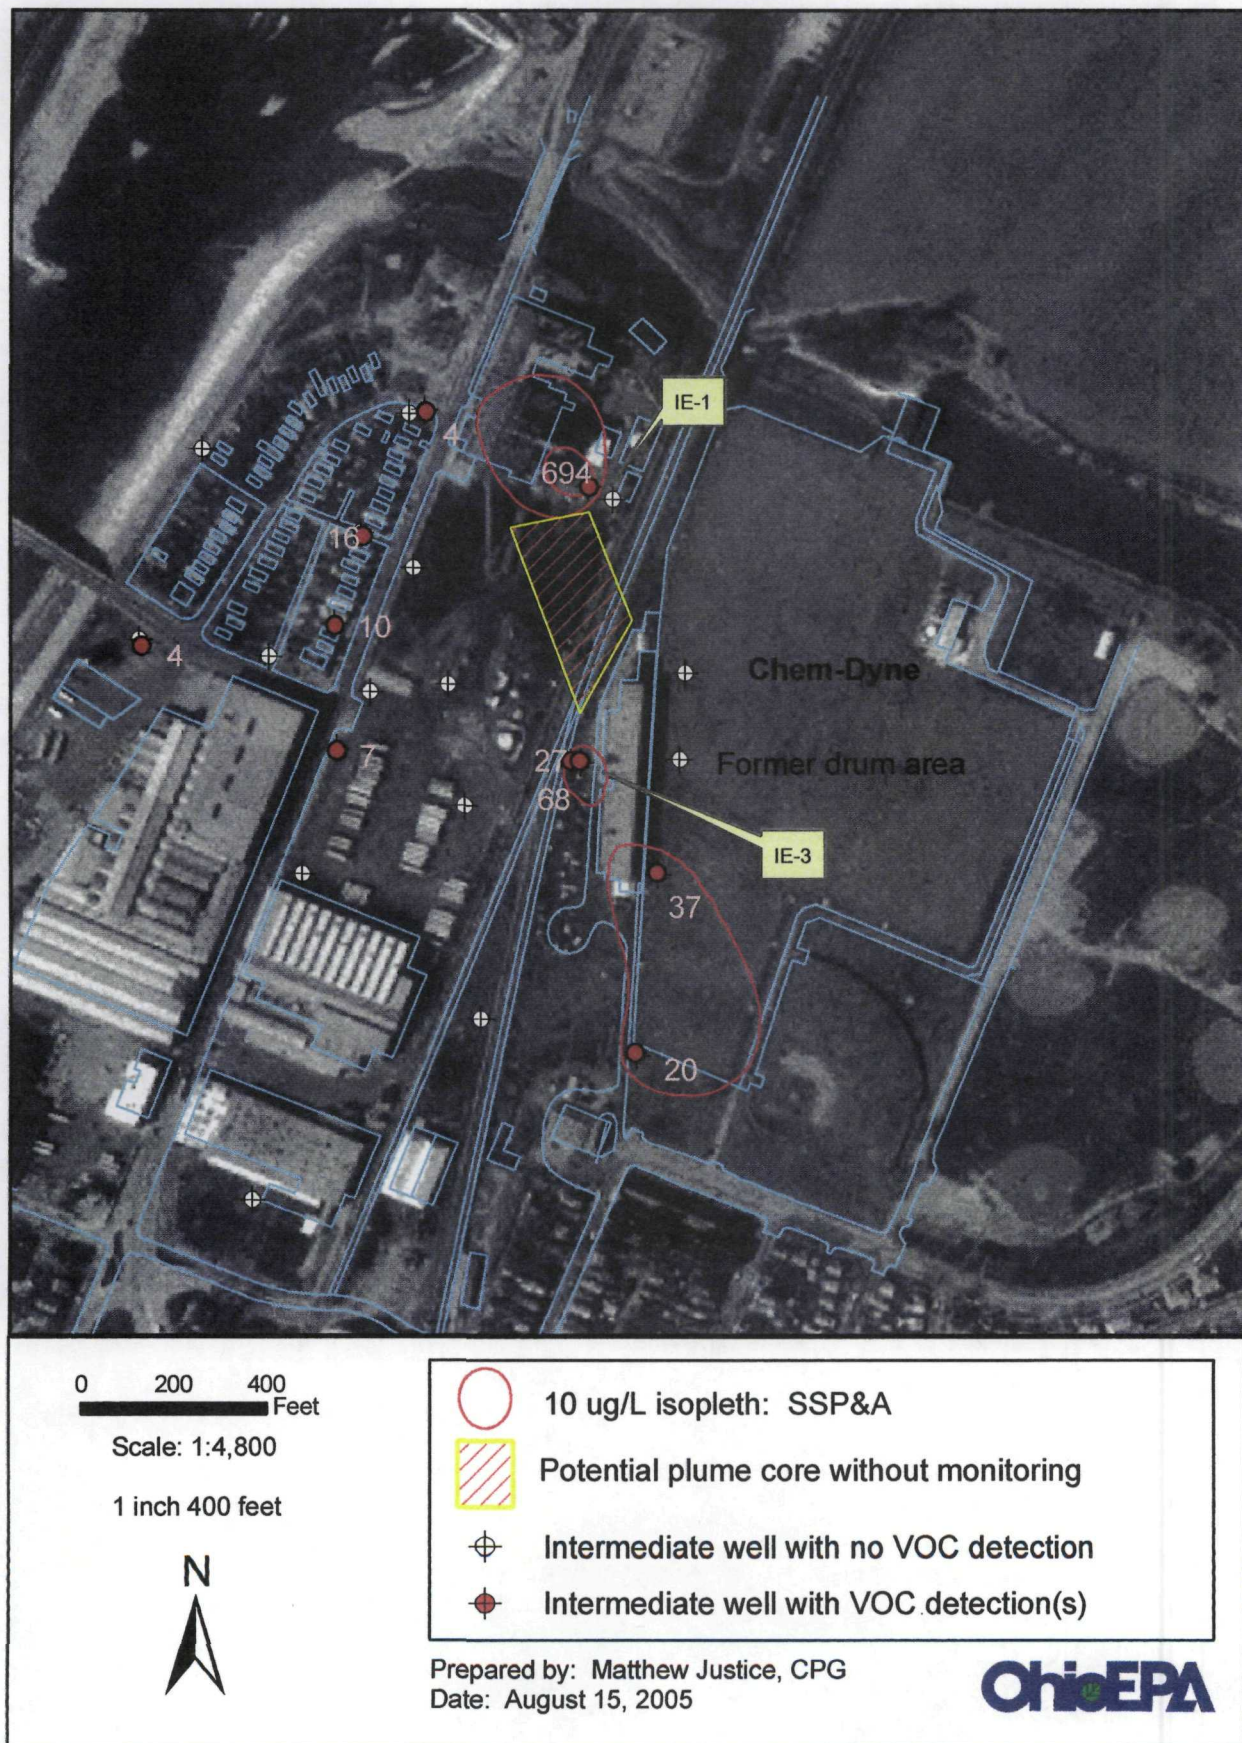 IE-1
4
694
16
10
4
Chem-Dyne
7
27
Former drum area
68
IE-3
37
20
0 200 400
Feet
Scale: 1:4,800
1 inch 400 feet
N
10 ug/L isopleth: SSP&A
Potential plume core without monitoring
Intermediate well with no VOC detection
Intermediate well with VOC detection(s)
Prepared by: Matthew Justice, CPG
Date: August 15, 2005
OhioEPA